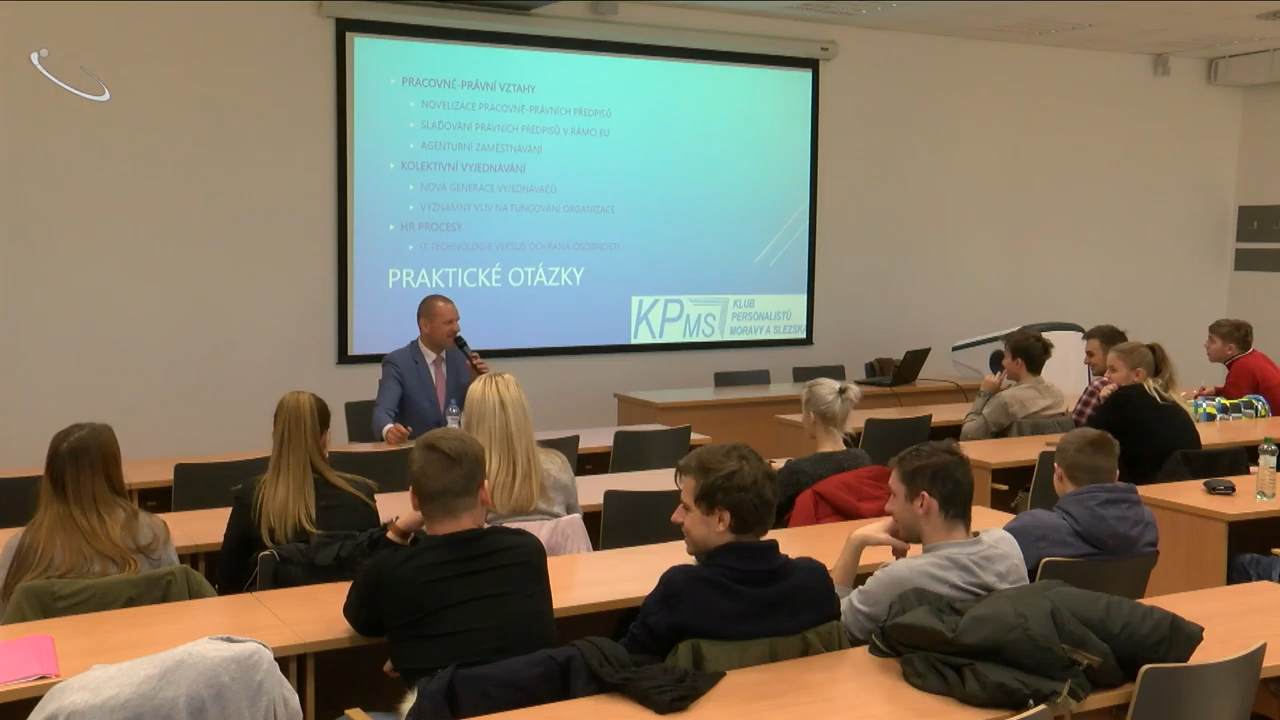 PRACOVNĚ-PRÁVNÍ VZTAHY
NOVELIZACE PRACOVNĚ-PRÁVNÍCH PŘEDPISŮ
SLAĎOVÁNÍ PRÁVNÍCH PŘEDPISŮ V RÁMCI EU
AGENTURNÍ ZAMĚSTNÁVÁNÍ
KOLEKTIVNÍ VYJEDNÁVÁNÍ
NOVÁ GENERACE VYJEDNAVAČŮ
VÝZNAMNÝ VLIV NA FUNGOVÁNÍ ORGANIZACE
HR PROCESY
IT TECHNOLOGIE VERSUS OCHRANA OSOBNOSTI
PRAKTICKÉ OTÁZKY
KPMS
KLUB
PERSONALISTŮ
MORAVY A SLEZSKA